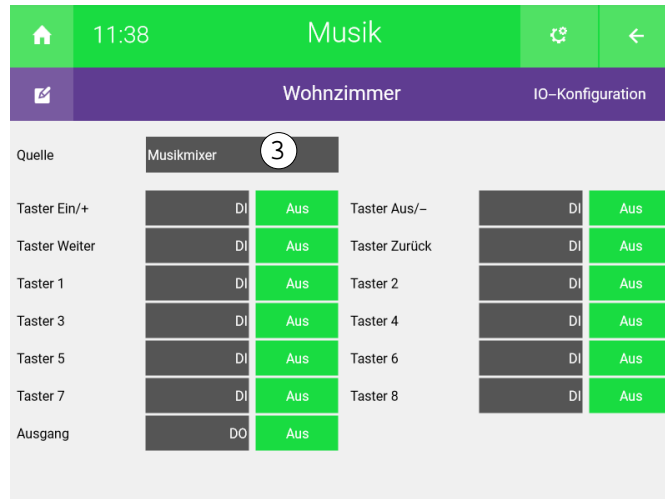 11:38 Musik
Wohnzimmer IO–Konfiguration
Quelle Musikmixer 3
Taster Ein/+ DI Aus Taster Aus/– DI Aus
Taster Weiter DI Aus Taster Zurück DI Aus
Taster 1 DI Aus Taster 2 DI Aus
Taster 3 DI Aus Taster 4 DI Aus
Taster 5 DI Aus Taster 6 DI Aus
Taster 7 DI Aus Taster 8 DI Aus
Ausgang DO Aus